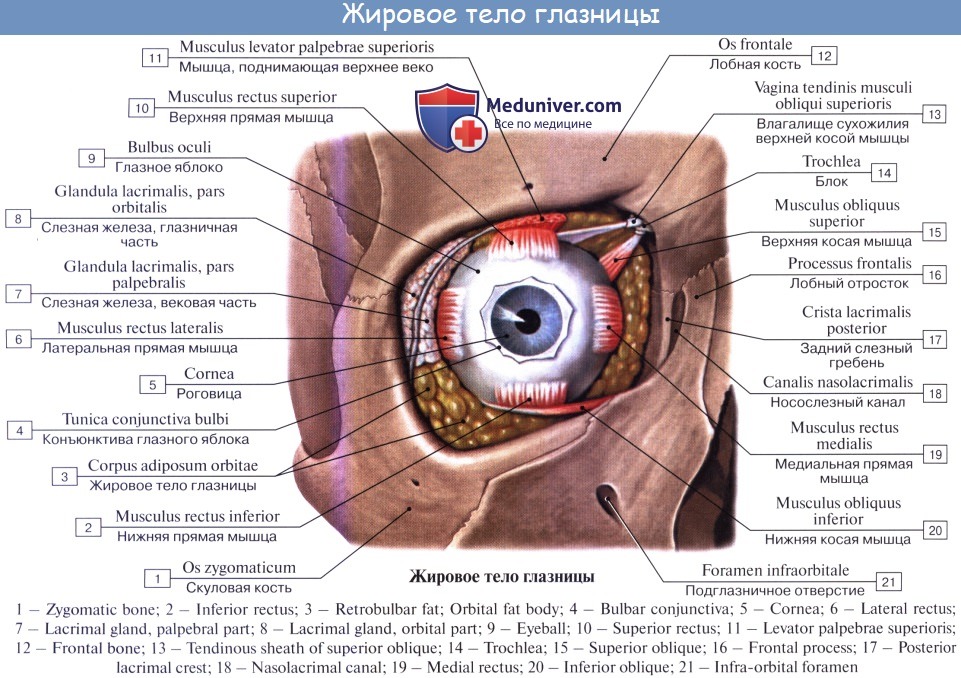 Жировое тело глазницы
11
Musculus levator palpebrae superioris
Мышца, поднимающая верхнее веко
10
Musculus rectus superior
Верхняя прямая мышца
9
Bulbus oculi
Глазное яблоко
8
Glandula lacrimalis, pars
orbitalis
Слезная железа, глазничная
часть
7
Glandula lacrimalis, pars
palpebralis
Слезная железа, вековая часть
6
Musculus rectus lateralis
Латеральная прямая мышца
5
Cornea
Роговица
4
Tunica conjunctiva bulbi
Конъюнктива глазного яблока
3
Corpus adiposum orbitae
Жировое тело глазницы
2
Musculus rectus inferior
Нижняя прямая мышца
1
Os zygomaticum
Скуловая кость
Meduniver.com
Все по медицине
Os frontale
12
Лобная кость
Vagina tendinis musculi
obliqui superioris
13
Влагалище сухожилия
верхней косой мышцы
Trochlea
14
Блок
Musculus obliquus
superior
15
Верхняя косая мышца
Processus frontalis
16
Лобный отросток
Crista lacrimalis
posterior
17
Задний слезный
гребень
Canalis nasolacrimalis
18
Носослезный канал
Musculus rectus
medialis
19
Медиальная прямая
мышца
Musculus obliquus
inferior
20
Нижняя косая мышца
Foramen infraorbitale
21
Подглазничное отверстие
Жировое тело глазницы
1 – Zygomatic bone; 2 – Inferior rectus; 3 – Retrobulbar fat; Orbital fat body; 4 – Bulbar conjunctiva; 5 – Cornea; 6 – Lateral rectus;
7 – Lacrimal gland, palpebral part; 8 – Lacrimal gland, orbital part; 9 – Eyeball; 10 – Superior rectus; 11 – Levator palpebrae superioris;
12 – Frontal bone; 13 – Tendinous sheath of superior oblique; 14 – Trochlea; 15 – Superior oblique; 16 – Frontal process; 17 – Posterior
lacrimal crest; 18 – Nasolacrimal canal; 19 – Medial rectus; 20 – Inferior oblique; 21 – Infra-orbital foramen